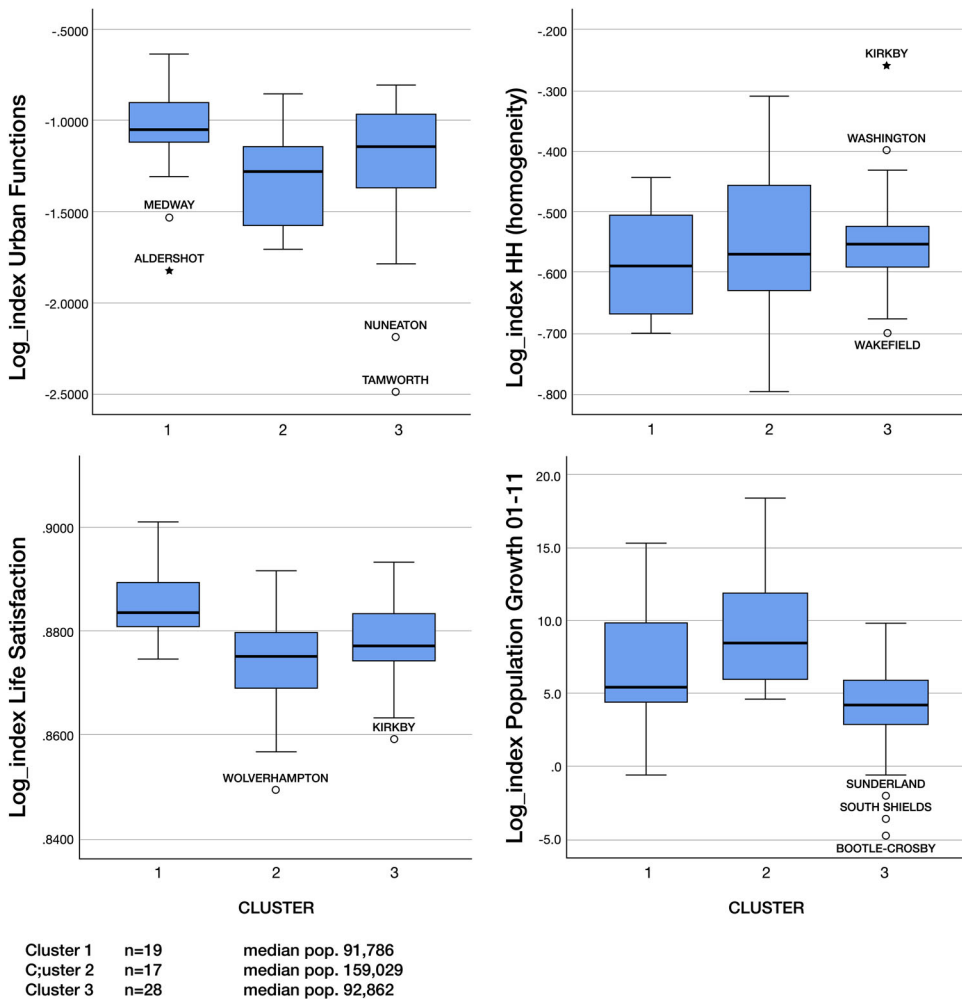 Log_index Urban Functions
-.5000
-1.0000
-1.5000
-2.0000
-2.5000
MEDWAY
ALDERSHOT
NUNEATON
TAMWORTH
1 2 3
Log_index HH (homogeneity)
-.200
-.300
-.400
-.500
-.600
-.700
-.800
KIRKBY
WASHINGTON
WAKEFIELD
1 2 3
Log_index Life Satisfaction
.9000
.8800
.8600
.8400
KIRKBY
WOLVERHAMPTON
1 2 3
CLUSTER
Log_index Population Growth 01-11
20.0
15.0
10.0
5.0
.0
-5.0
SUNDERLAND
SOUTH SHIELDS
BOOTLE-CROSBY
1 2 3
CLUSTER
Cluster 1 n=19 median pop. 91,786
C;uster 2 n=17 median pop. 159,029
Cluster 3 n=28 median pop. 92,862